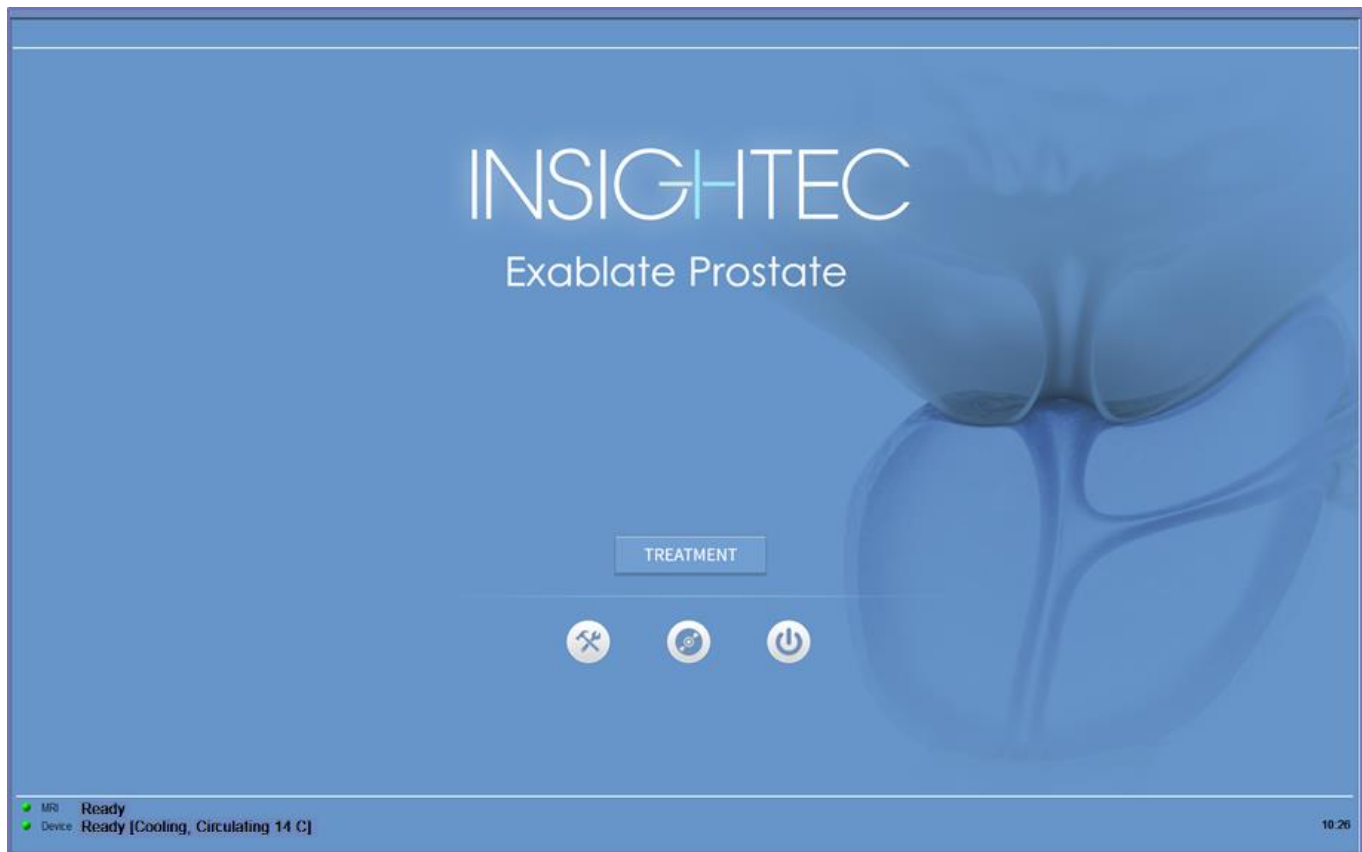 INSIGHTEC
Exablate Prostate
TREATMENT
MRI Ready
Device Ready [Cooling, Circulating 14 C]
10:26